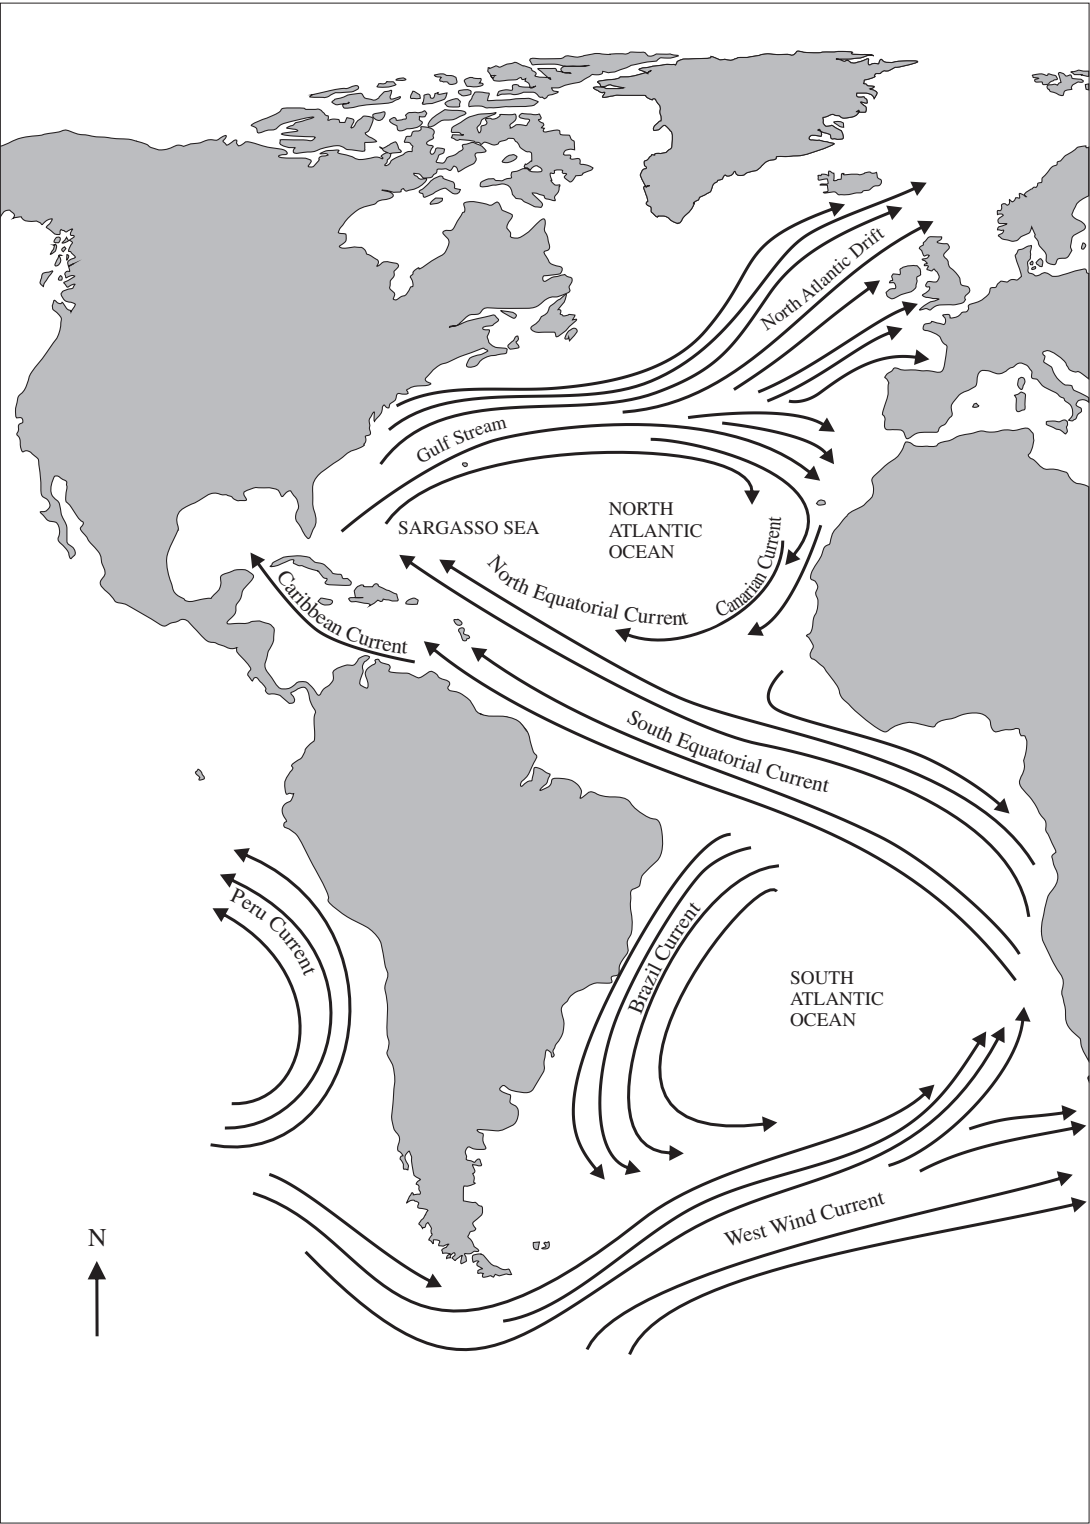 North Atlantic Drift
Gulf Stream
SARGASSO SEA
NORTH
ATLANTIC
OCEAN
Canarian Current
North Equatorial Current
Caribbean Current
South Equatorial Current
Peru Current
Brazil Current
SOUTH
ATLANTIC
OCEAN
West Wind Current
N